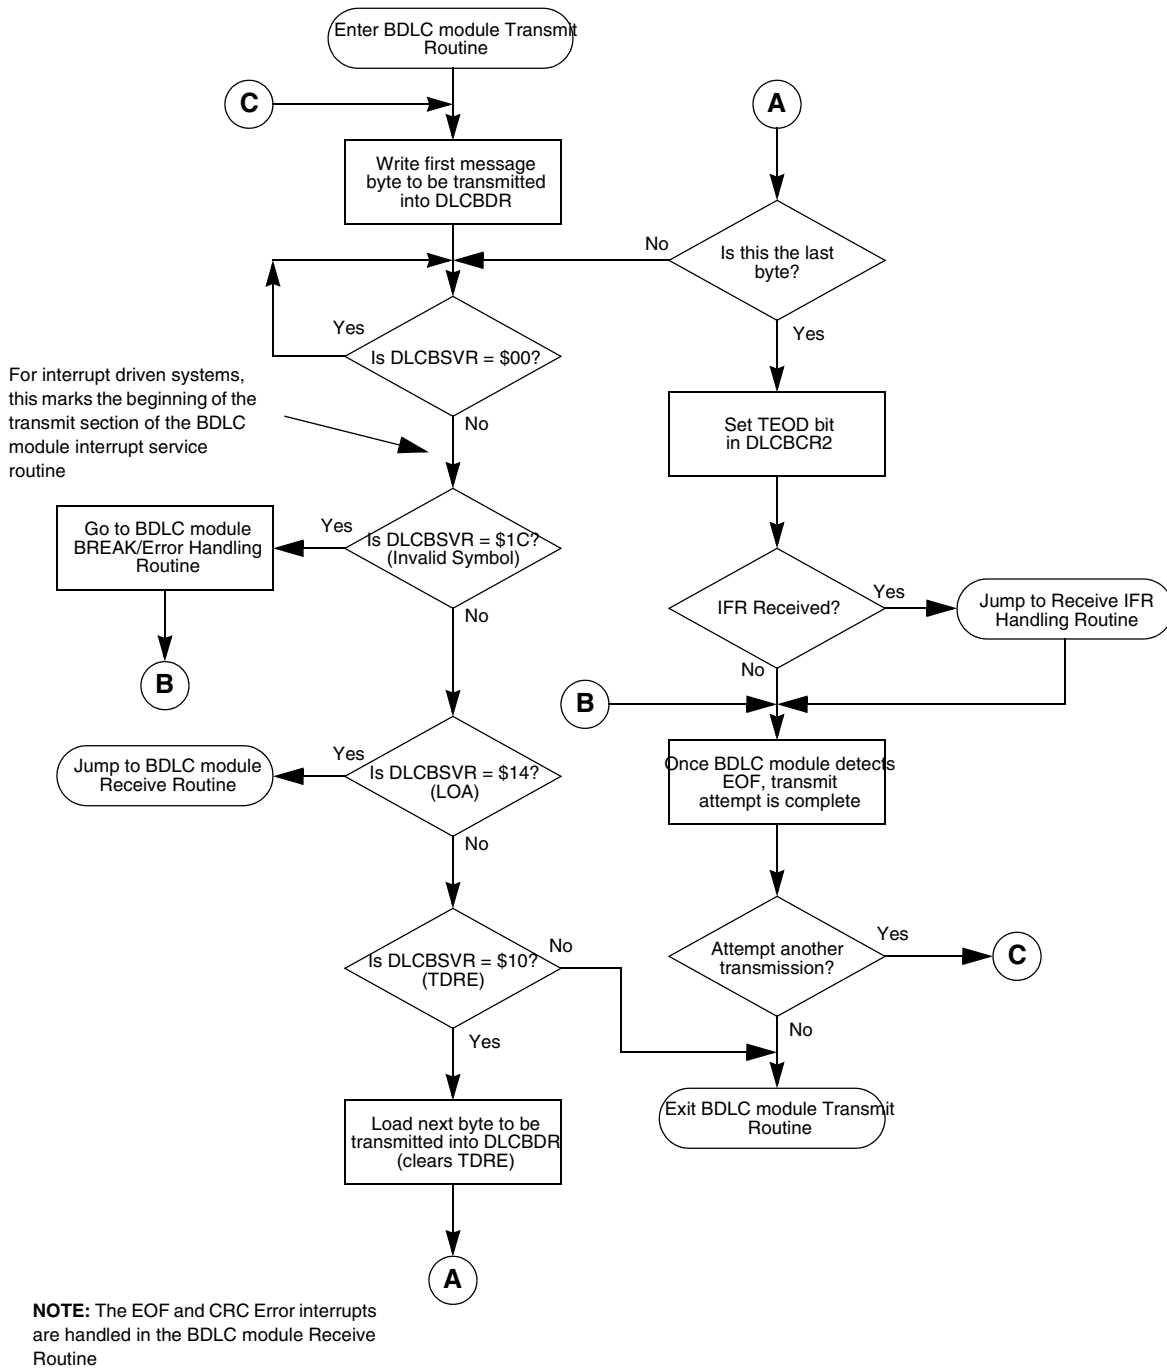 Enter BDLC module Transmit
Routine
C
A
Write first message
byte to be transmitted
into DLCBDR
No
Is this the last
byte?
Yes
Is DLCBSVR = $00?
Yes
For interrupt driven systems,
this marks the beginning of the
transmit section of the BDLC
module interrupt service
routine
No
Set TEOD bit
in DLCBCR2
Go to BDLC module
BREAK/Error Handling
Routine
Yes
Is DLCBSVR = $1C?
(Invalid Symbol)
No
IFR Received?
Yes
Jump to Receive IFR
Handling Routine
No
B
B
Jump to BDLC module
Receive Routine
Yes
Is DLCBSVR = $14?
(LOA)
No
Once BDLC module detects
EOF, transmit
attempt is complete
Is DLCBSVR = $10?
(TDRE)
No
Yes
Attempt another
transmission?
Yes
C
No
Load next byte to be
transmitted into DLCBDR
(clears TDRE)
Exit BDLC module Transmit
Routine
A
NOTE: The EOF and CRC Error interrupts
are handled in the BDLC module Receive
Routine